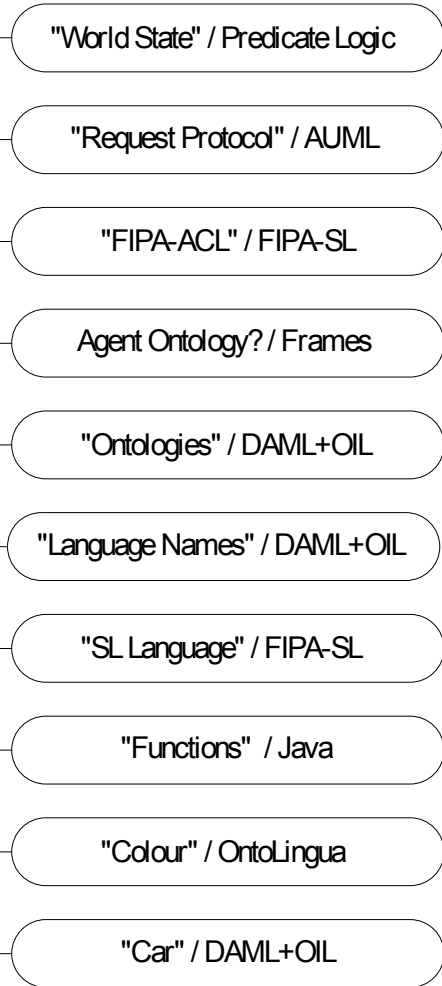 "World State" / Predicate Logic
"Request Protocol" / AUML
"FIPA-ACL" / FIPA-SL
Agent Ontology? / Frames
"Ontologies" / DAML+OIL
"Language Names" / DAML+OIL
"SL Language" / FIPA-SL
"Functions" / Java
"Colour" / OntoLingua
"Car" / DAML+OIL